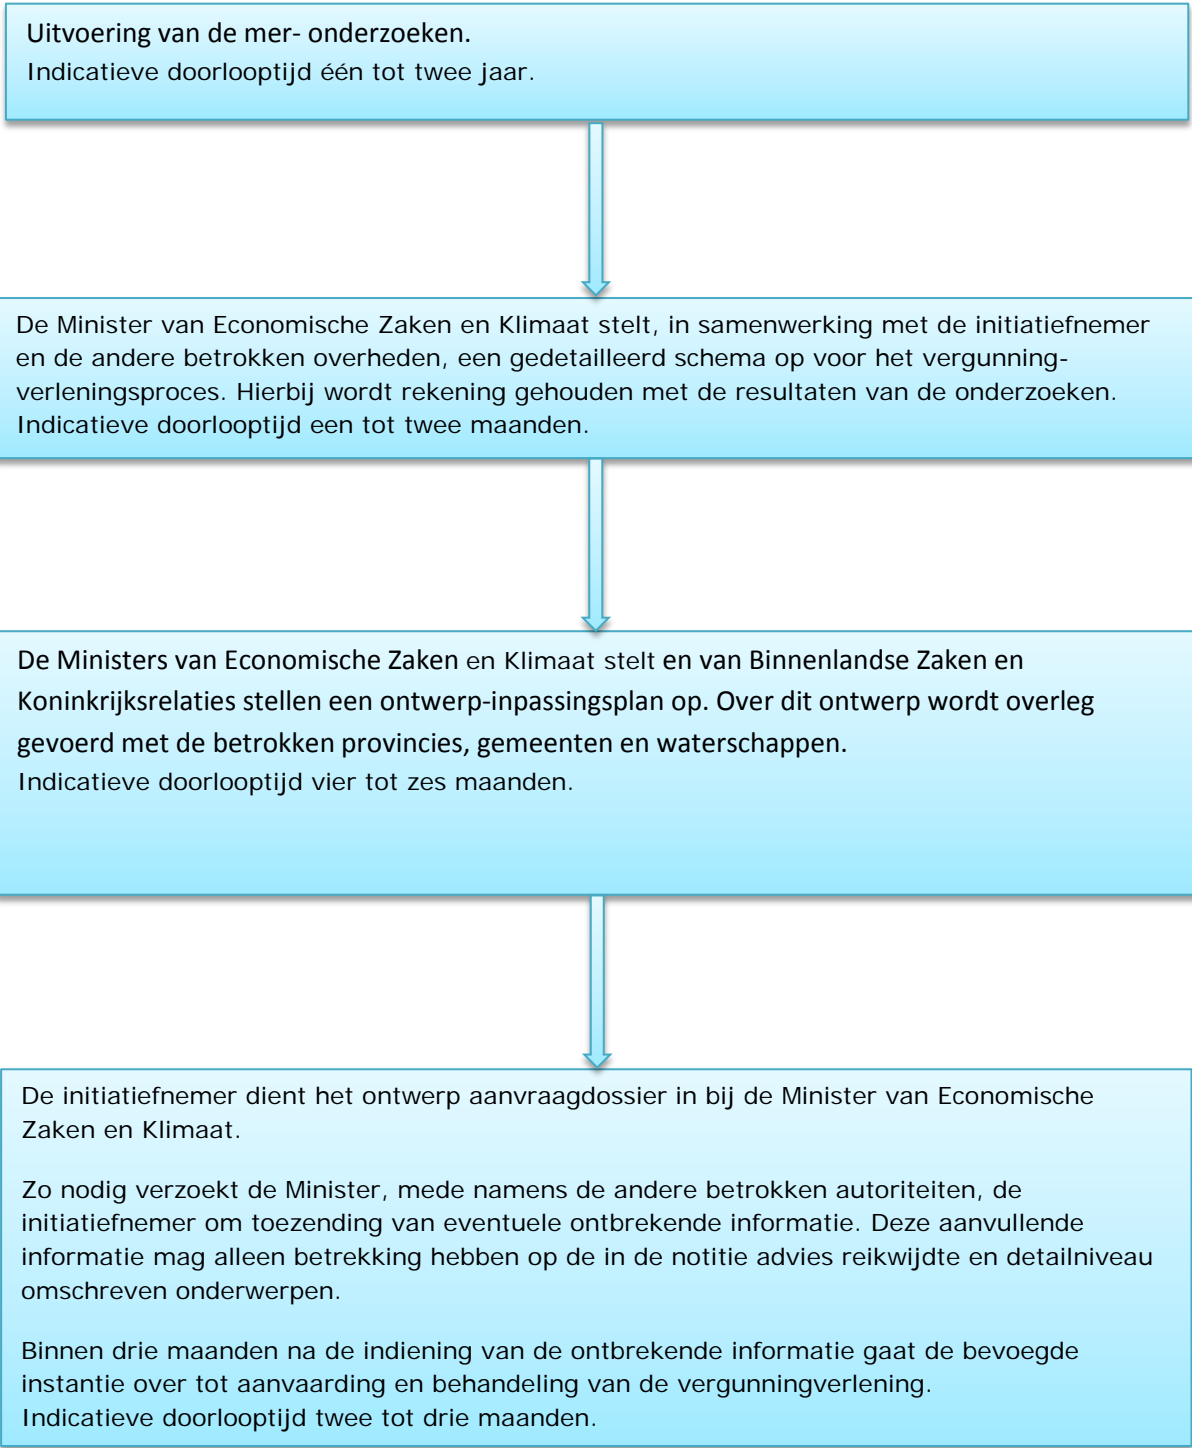 Uitvoering van de mer- onderzoeken.
Indicatieve doorlooptijd één tot twee jaar.
De Minister van Economische Zaken en Klimaat stelt, in samenwerking met de initiatiefnemer
en de andere betrokken overheden, een gedetailleerd schema op voor het vergunning-
verleningsproces. Hierbij wordt rekening gehouden met de resultaten van de onderzoeken.
Indicatieve doorlooptijd een tot twee maanden.
De Ministers van Economische Zaken en Klimaat stelt en van Binnenlandse Zaken en
Koninkrijksrelaties stellen een ontwerp-inpassingsplan op. Over dit ontwerp wordt overleg
gevoerd met de betrokken provincies, gemeenten en waterschappen.
Indicatieve doorlooptijd vier tot zes maanden.
De initiatiefnemer dient het ontwerp aanvraagdossier in bij de Minister van Economische
Zaken en Klimaat.
Zo nodig verzoekt de Minister, mede namens de andere betrokken autoriteiten, de
initiatiefnemer om toezending van eventuele ontbrekende informatie. Deze aanvullende
informatie mag alleen betrekking hebben op de in de notitie advies reikwijdte en detailniveau
omschreven onderwerpen.
Binnen drie maanden na de indiening van de ontbrekende informatie gaat de bevoegde
instantie over tot aanvaarding en behandeling van de vergunningverlening.
Indicatieve doorlooptijd twee tot drie maanden.